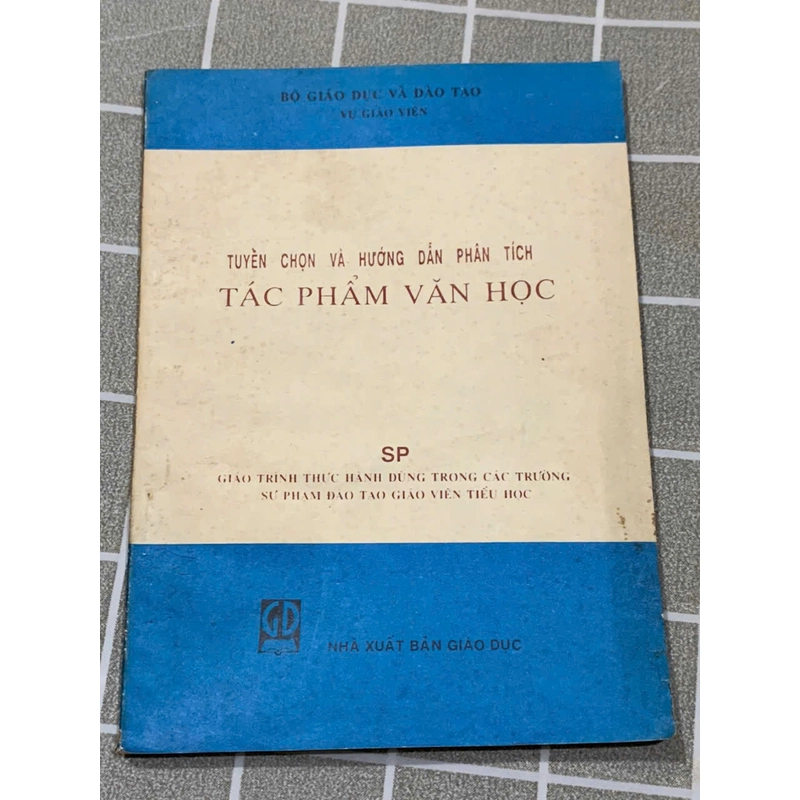 BỘ GIÁO DỤC VÀ ĐÀO TẠO
VỤ GIÁO VIÊN
TUYỂN CHỌN VÀ HƯỚNG DẪN PHÂN TÍCH
TÁC PHẨM VĂN HỌC
SP
GIÁO TRÌNH THỰC HÀNH DÙNG TRONG CÁC TRƯỜNG
SƯ PHẠM ĐÀO TẠO GIÁO VIÊN TIỂU HỌC
GD
NHÀ XUẤT BẢN GIÁO DỤC